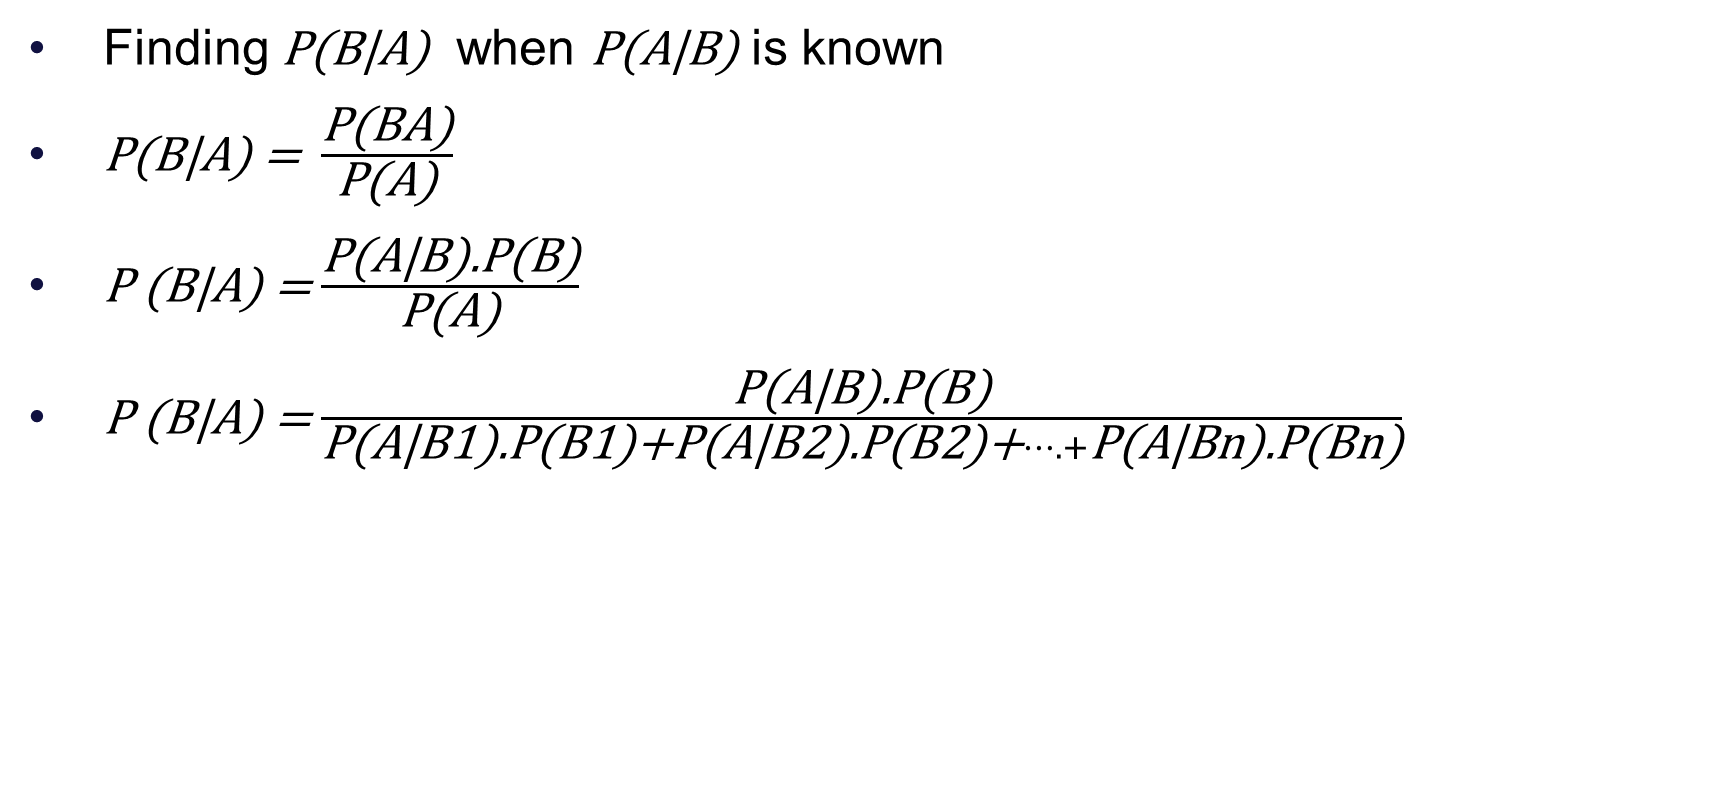 • Finding P(B|A) when P(A|B) is known
• P(B|A) = P(BA) / P(A)
• P (B|A) = P(A|B).P(B) / P(A)
• P (B|A) = P(A|B).P(B) / P(A|B1).P(B1)+P(A|B2).P(B2)+⋯.+P(A|Bn).P(Bn)